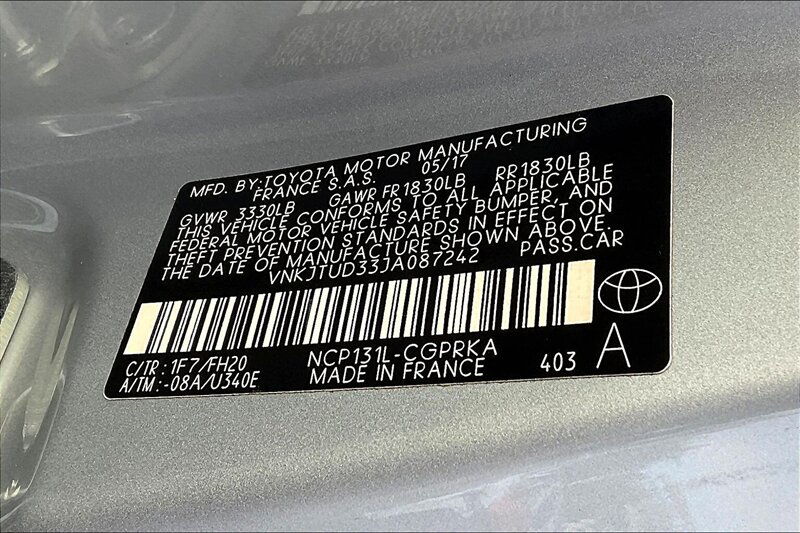 MFD. BY:TOYOTA MOTOR MANUFACTURING
FRANCE S.A.S. 05/17
GVWR 3330LB GAWR FR1830LB RR1830LB
THIS VEHICLE CONFORMS TO ALL APPLICABLE
FEDERAL MOTOR VEHICLE SAFETY BUMPER, AND
THEFT PREVENTION STANDARDS IN EFFECT ON
THE DATE OF MANUFACTURE SHOWN ABOVE.
VNKJTUD33JA087242 PASS.CAR
C/TR: 1F7/FH20 NCP131L-CGPRKA
A/TM: -08A/U340E MADE IN FRANCE 403 A